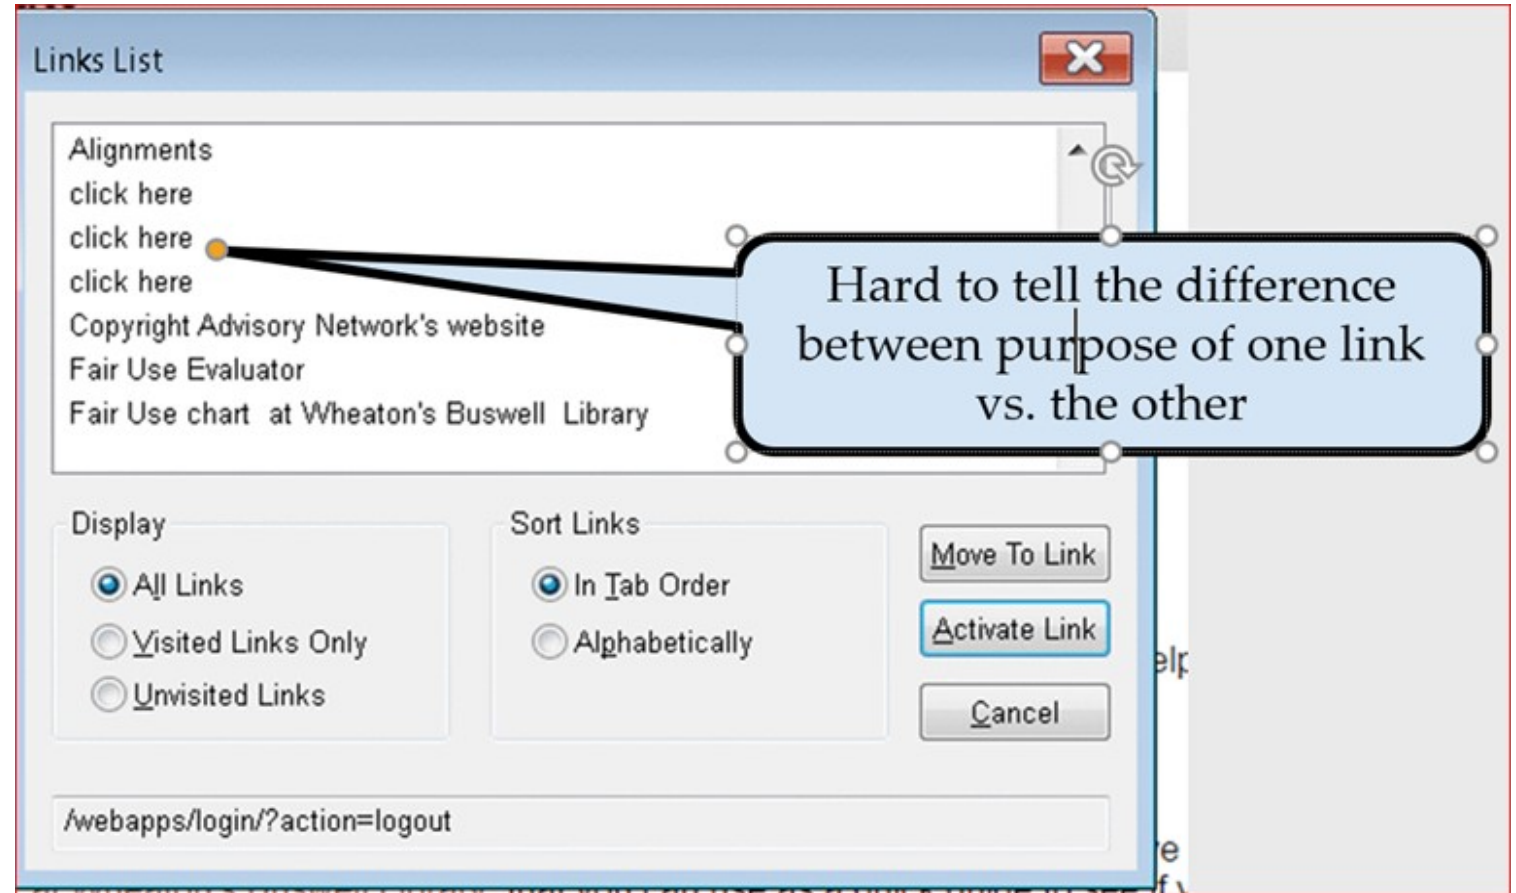 Links List
Alignments
click here
click here
click here
Copyright Advisory Network's website
Fair Use Evaluator
Fair Use chart at Wheaton's Buswell Library
Hard to tell the difference
between purpose of one link
vs. the other
Display
All Links
Visited Links Only
Unvisited Links
Sort Links
In Tab Order
Alphabetically
Move To Link
Activate Link
Cancel
/webapps/login/?action=logout